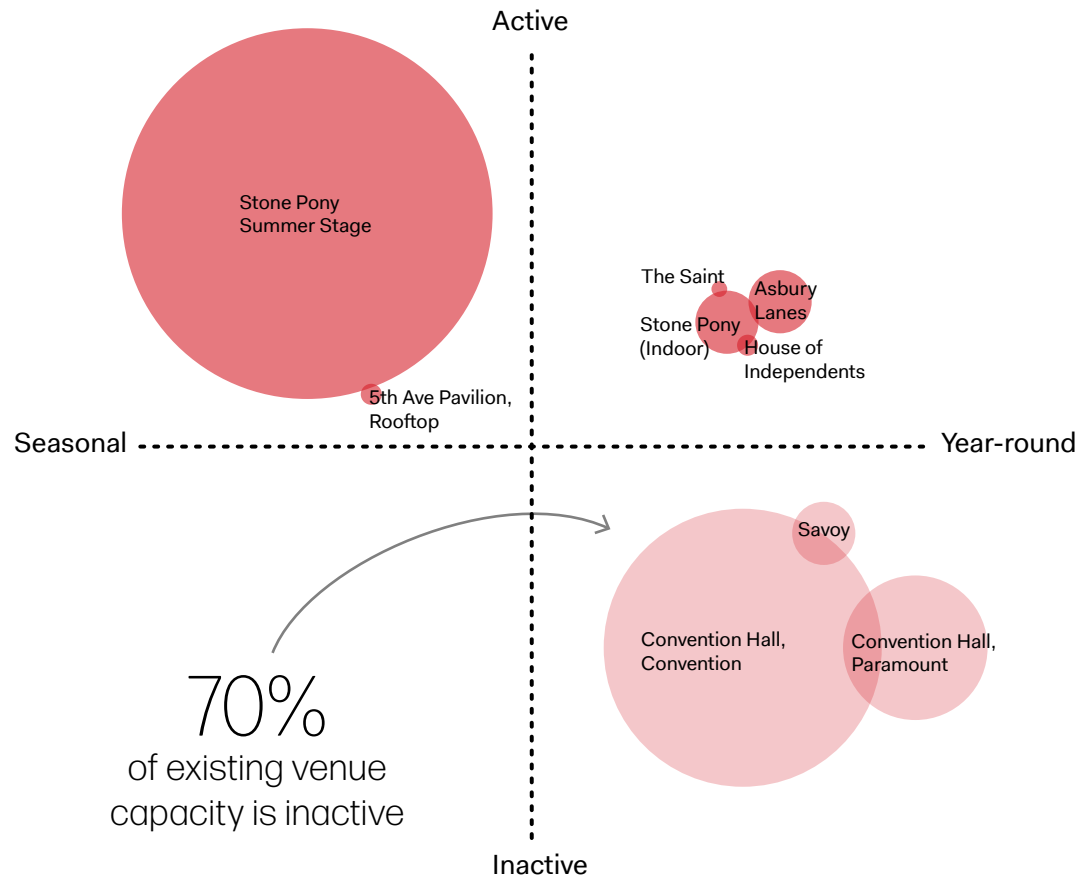 Active
Stone Pony
Summer Stage
The Saint
Asbury
Lanes
Stone Pony
(Indoor)
House of
Independents
5th Ave Pavilion,
Rooftop
Seasonal
Year-round
Savoy
Convention Hall,
Convention
Convention Hall,
Paramount
70%
of existing venue
capacity is inactive
Inactive